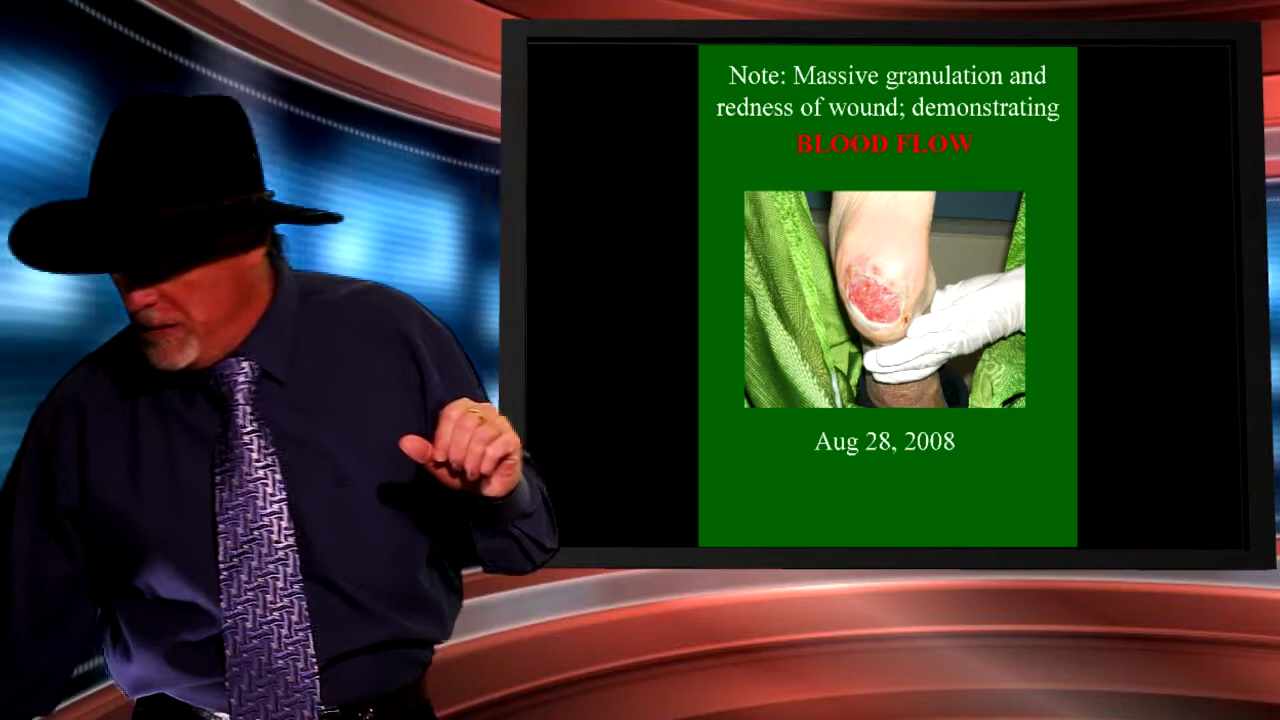 Note: Massive granulation and
redness of wound; demonstrating
BLOOD FLOW
Aug 28, 2008